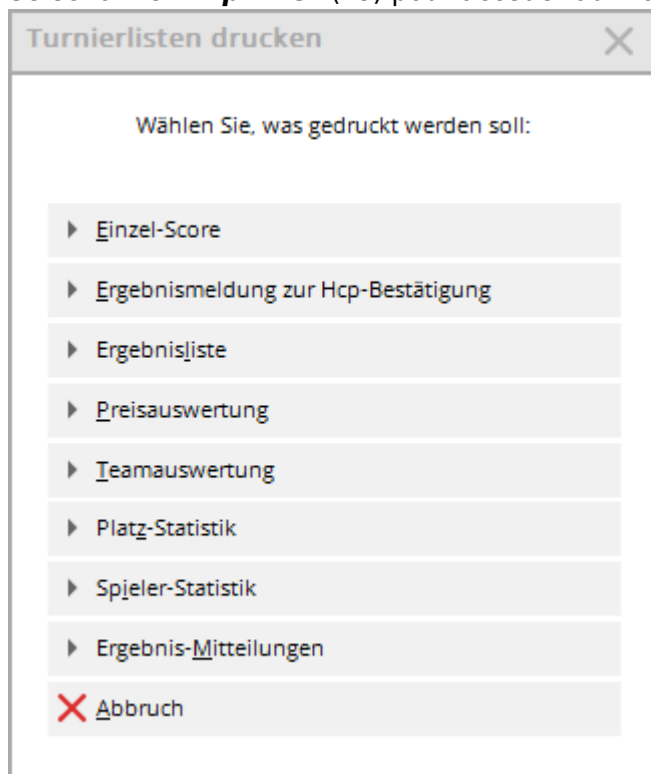 Turnierlisten drucken
Wählen Sie, was gedruckt werden soll:
Einzel-Score
Ergebnismeldung zur Hcp-Bestätigung
Ergebnisliste
Preisauswertung
Teamauswertung
Platz-Statistik
Spieler-Statistik
Ergebnis-Mitteilungen
Abbruch